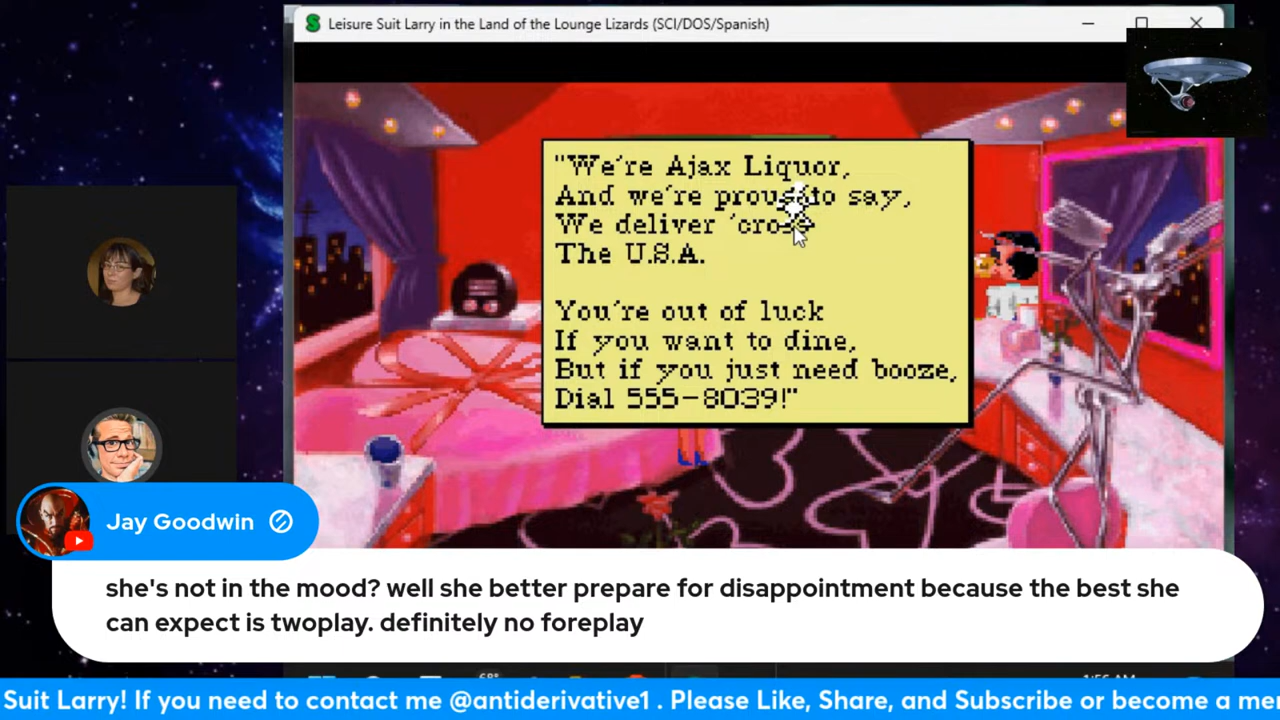 Leisure Suit Larry in the Land of the Lounge Lizards (SCI/DOS/Spanish)
"We're Ajax Liquor,
And we're proud to say,
We deliver 'cross
The U.S.A.
You're out of luck
If you want to dine,
But if you just need booze,
Dial 555-8039!"
Jay Goodwin
she's not in the mood? well she better prepare for disappointment because the best she
can expect is twoplay. definitely no foreplay
Suit Larry! If you need to contact me @antiderivative1 . Please Like, Share, and Subscribe or become a me